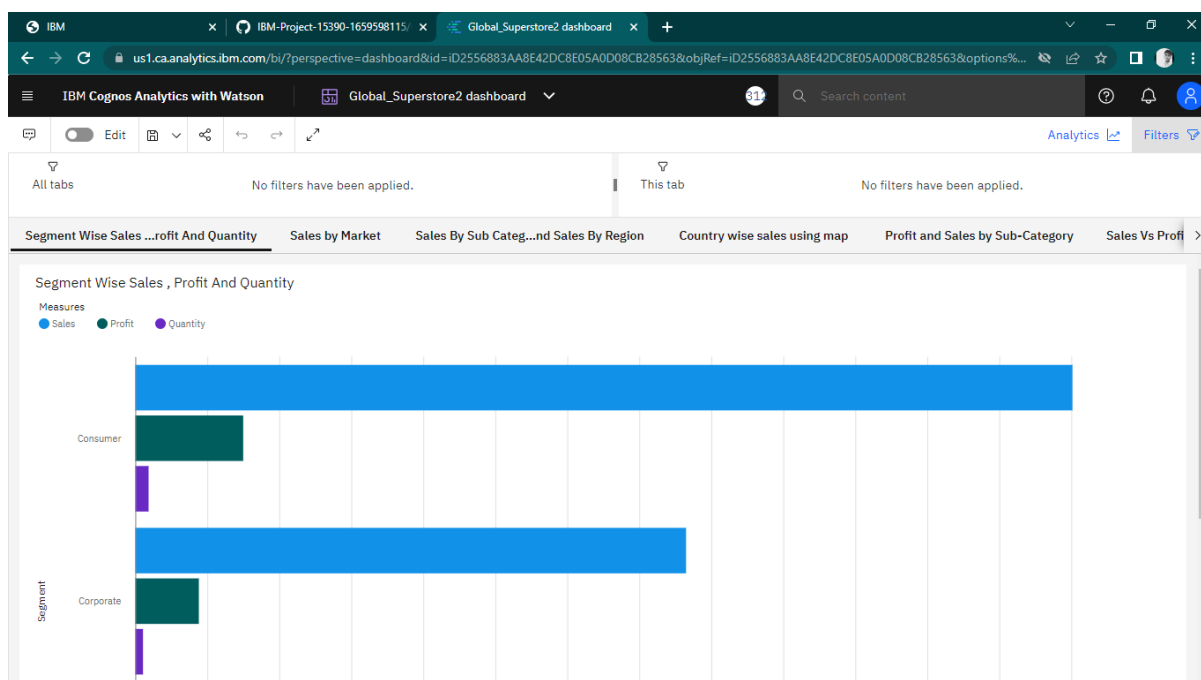 IBM
IBM-Project-15390-1659598115/
Global_Superstore2 dashboard
us1.ca.analytics.ibm.com/bi/?perspective=dashboard&id=iD2556883AA8E42DC8E05A0D08CB28563&objRef=iD2556883AA8E42DC8E05A0D08CB28563&options%...
IBM Cognos Analytics with Watson
Global_Superstore2 dashboard
312
Search content
Edit
Analytics
Filters
All tabs
No filters have been applied.
This tab
No filters have been applied.
Segment Wise Sales ...rofit And Quantity
Sales by Market
Sales By Sub Categ...nd Sales By Region
Country wise sales using map
Profit and Sales by Sub-Category
Sales Vs Profi
Segment Wise Sales , Profit And Quantity
Measures
Sales
Profit
Quantity
Consumer
Corporate
Segment